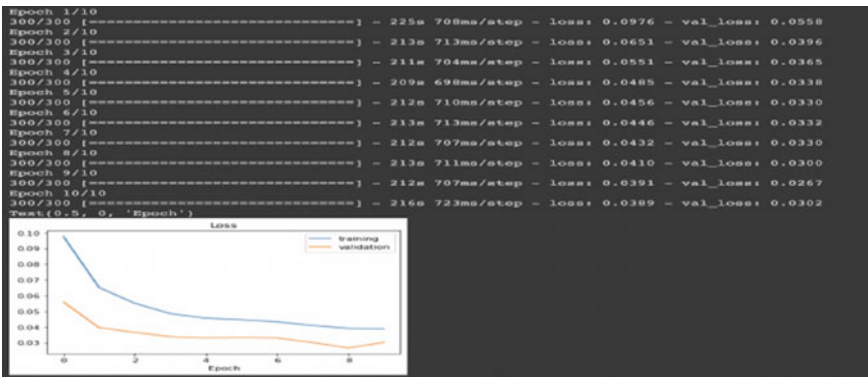 Epoch 1/10
300/300 [==============================] - 225s 708ms/step - loss: 0.0976 - val_loss: 0.0558
Epoch 2/10
300/300 [==============================] - 213s 713ms/step - loss: 0.0651 - val_loss: 0.0396
Epoch 3/10
300/300 [==============================] - 211s 704ms/step - loss: 0.0551 - val_loss: 0.0365
Epoch 4/10
300/300 [==============================] - 209s 698ms/step - loss: 0.0485 - val_loss: 0.0338
Epoch 5/10
300/300 [==============================] - 212s 710ms/step - loss: 0.0456 - val_loss: 0.0330
Epoch 6/10
300/300 [==============================] - 213s 713ms/step - loss: 0.0446 - val_loss: 0.0332
Epoch 7/10
300/300 [==============================] - 212s 707ms/step - loss: 0.0432 - val_loss: 0.0330
Epoch 8/10
300/300 [==============================] - 213s 711ms/step - loss: 0.0410 - val_loss: 0.0300
Epoch 9/10
300/300 [==============================] - 212s 707ms/step - loss: 0.0391 - val_loss: 0.0267
Epoch 10/10
300/300 [==============================] - 216s 723ms/step - loss: 0.0389 - val_loss: 0.0302
Text(0.5, 0, 'Epoch')
Loss
training
validation
0.10
0.09
0.08
0.07
0.06
0.05
0.04
0.03
0 2 4 6 8
Epoch